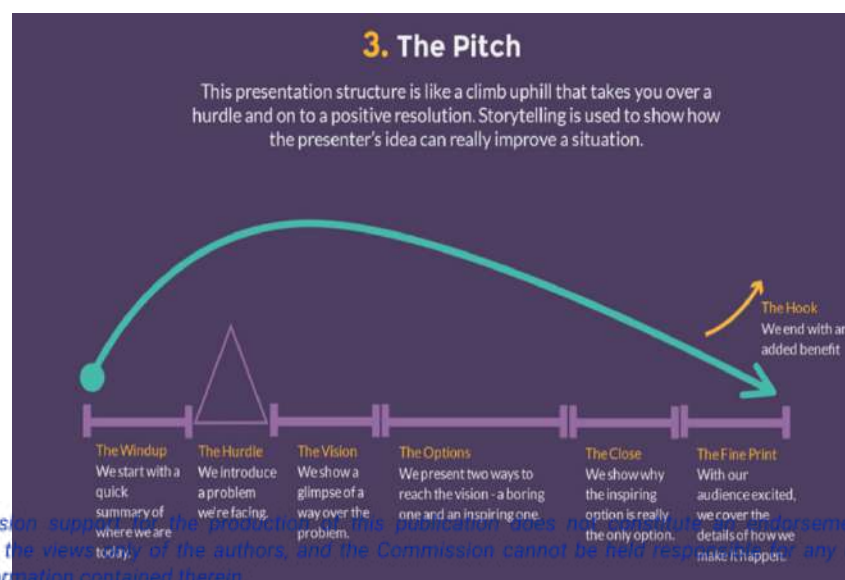 3. The Pitch
This presentation structure is like a climb uphill that takes you over a
hurdle and on to a positive resolution. Storytelling is used to show how
the presenter's idea can really improve a situation.
The Hook
We end with an
added benefit
The Windup
We start with a
quick
summary of
where we are
today.
The Hurdle
We introduce
a problem
we're facing.
The Vision
We show a
glimpse of a
way over the
problem.
The Options
We present two ways to
reach the vision - a boring
one and an inspiring one.
The Close
We show why
the inspiring
option is really
the only option.
The Fine Print
With our
audience excited,
we cover the
details of how we
make it happen.
support for the production of this publication does not constitute an
the views only of the authors, and the Commission cannot be held responsible for any
contained therein.